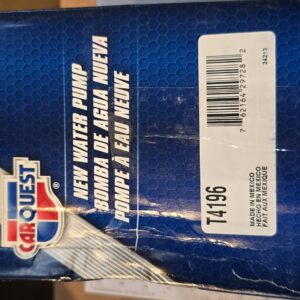 CARQUEST
®
NEW WATER PUMP
BOMBA DE AGUA NUEVA
POMPE À EAU NEUVE
7 62164 29728 2
24213
T4196
MADE IN MEXICO
HECHO EN MEXICO
FAIT AUX MEXIQUE